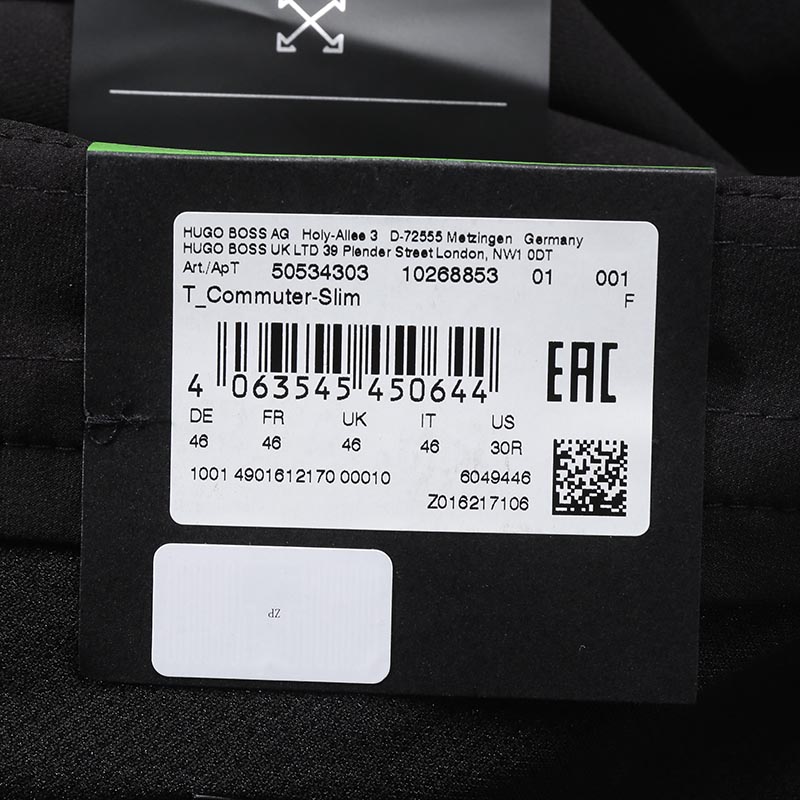 HUGO BOSS AG Holy-Allee 3 D-72555 Metzingen Germany
HUGO BOSS UK LTD 39 Plender Street London, NW1 0DT
Art./ApT 50534303 10268853 01 001
T_Commuter-Slim F
4 063545 450644
EAC
DE FR UK IT US
46 46 46 46 30R
1001 4901612170 00010 6049446
Z016217106
ZP